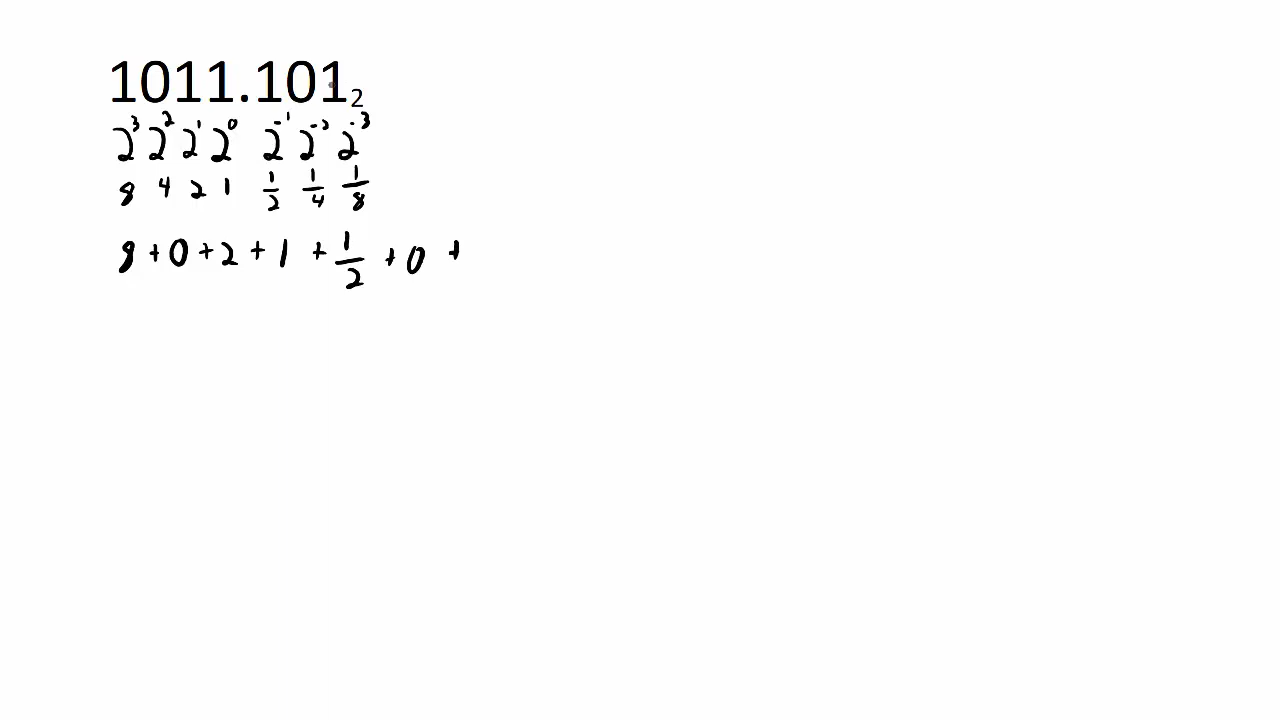 1011.101₂
2³ 2² 2¹ 2⁰ 2⁻¹ 2⁻² 2⁻³
8 4 2 1 1/2 1/4 1/8
8 + 0 + 2 + 1 + 1/2 + 0 +